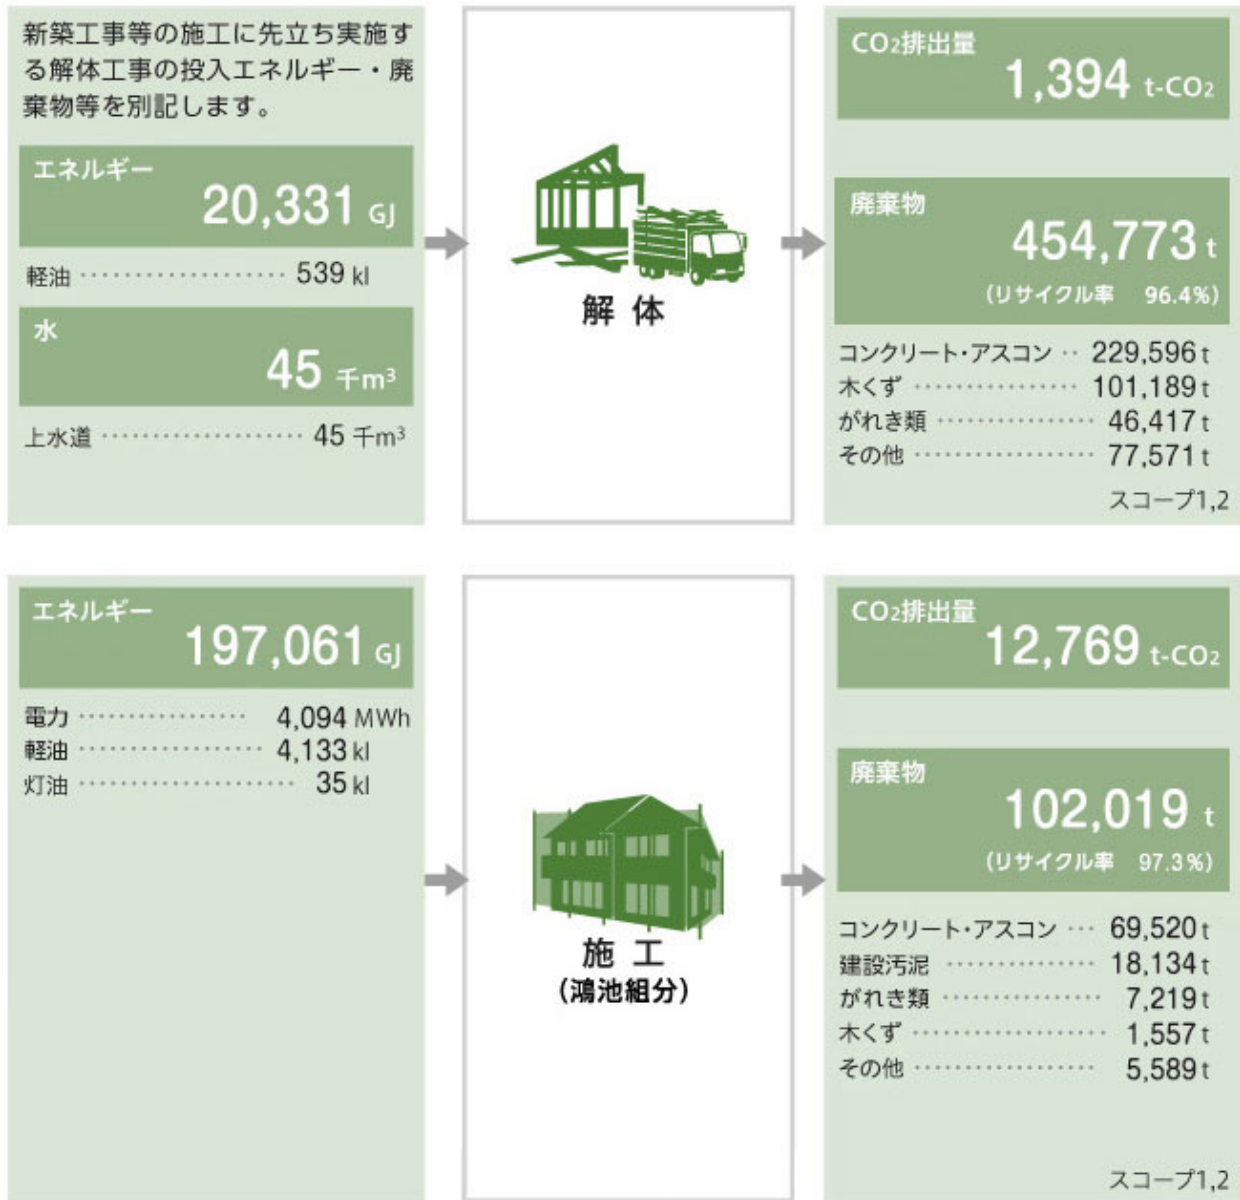 新築工事等の施工に先立ち実施す
る解体工事の投入エネルギー・廃
棄物等を別記します。
エネルギー
20,331 GJ
軽油 ………………… 539 kl
水
45 千m³
上水道 ………………… 45 千m³
解 体
CO₂排出量
1,394 t-CO₂
廃棄物
454,773 t
(リサイクル率 96.4%)
コンクリート・アスコン ‥ 229,596 t
木くず ……………… 101,189 t
がれき類 ……………… 46,417 t
その他 ……………… 77,571 t
スコープ1,2
エネルギー
197,061 GJ
電力 ……………… 4,094 MWh
軽油 ……………… 4,133 kl
灯油 ………………… 35 kl
施 工
(鴻池組分)
CO₂排出量
12,769 t-CO₂
廃棄物
102,019 t
(リサイクル率 97.3%)
コンクリート・アスコン … 69,520 t
建設汚泥 …………… 18,134 t
がれき類 …………… 7,219 t
木くず ……………… 1,557 t
その他 ……………… 5,589 t
スコープ1,2